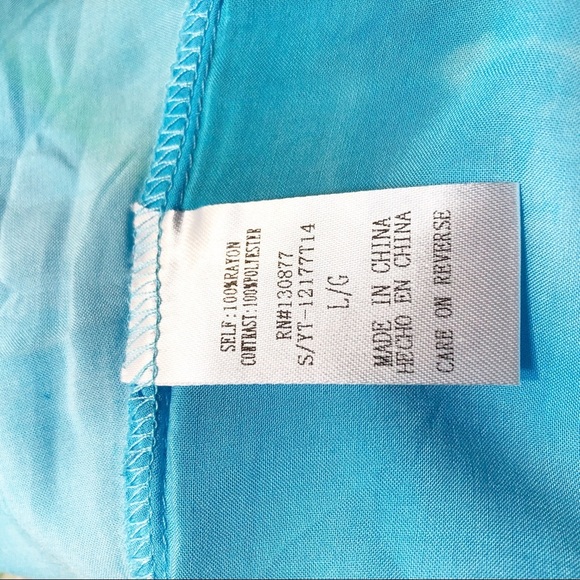 SELF:100%RAYON
CONTRAST:100%POLYESTER
RN#130877
S/YT-12177T14
L/G
MADE IN CHINA
HECHO EN CHINA
CARE ON REVERSE